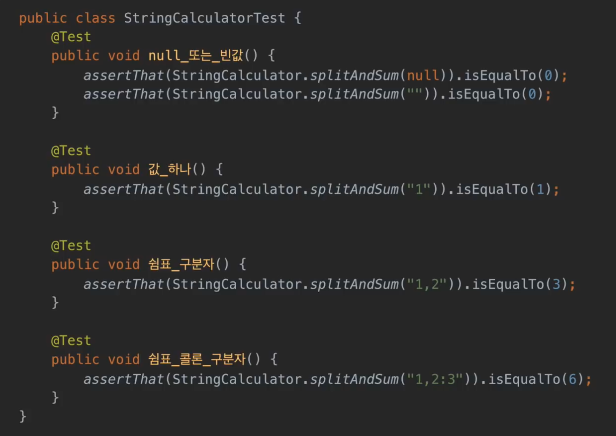 public class StringCalculatorTest {
@Test
public void null_또는_빈값() {
assertThat(StringCalculator.splitAndSum(null)).isEqualTo(0);
assertThat(StringCalculator.splitAndSum("")).isEqualTo(0);
}
@Test
public void 값_하나() {
assertThat(StringCalculator.splitAndSum("1")).isEqualTo(1);
}
@Test
public void 쉼표_구분자() {
assertThat(StringCalculator.splitAndSum("1,2")).isEqualTo(3);
}
@Test
public void 쉼표_콜론_구분자() {
assertThat(StringCalculator.splitAndSum("1,2:3")).isEqualTo(6);
}
}